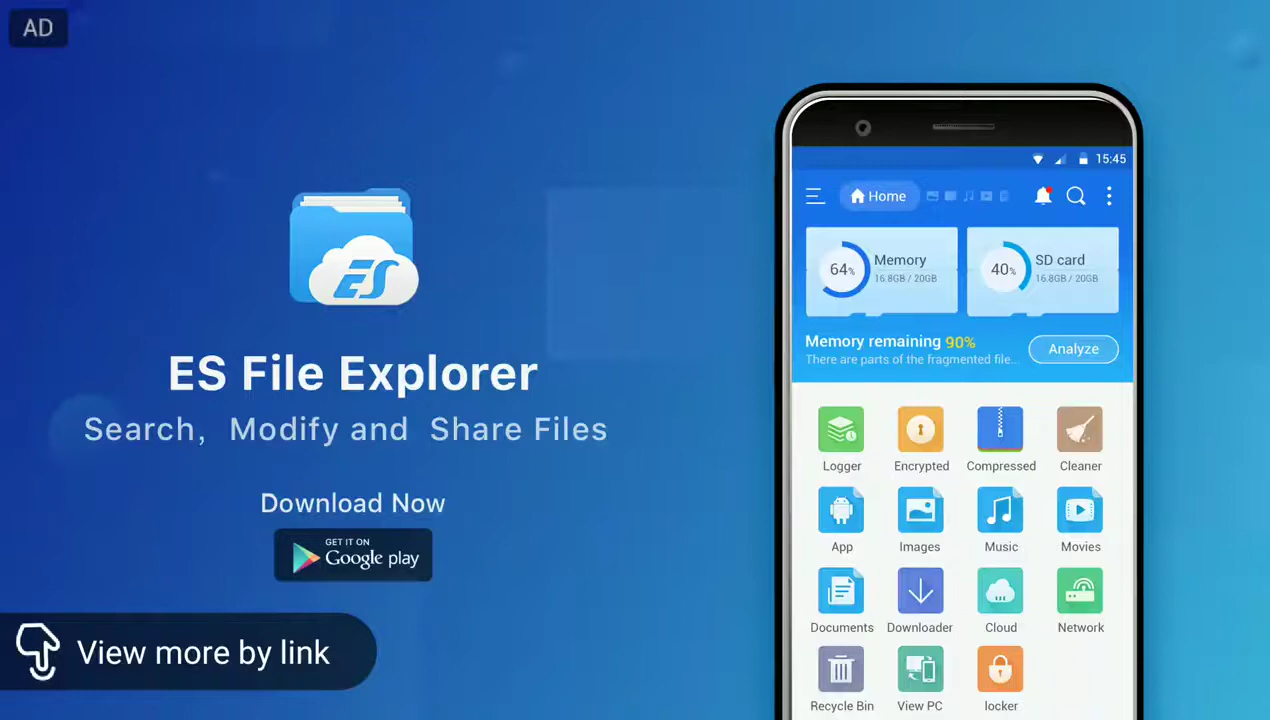 AD
ES
ES File Explorer
Search, Modify and Share Files
Download Now
GET IT ON
Google play
View more by link
15:45
Home
64%
Memory
16.8GB / 20GB
40%
SD card
16.8GB / 20GB
Memory remaining 90%
There are parts of the fragmented file..
Analyze
Logger
Encrypted
Compressed
Cleaner
App
Images
Music
Movies
Documents
Downloader
Cloud
Network
Recycle Bin
View PC
locker